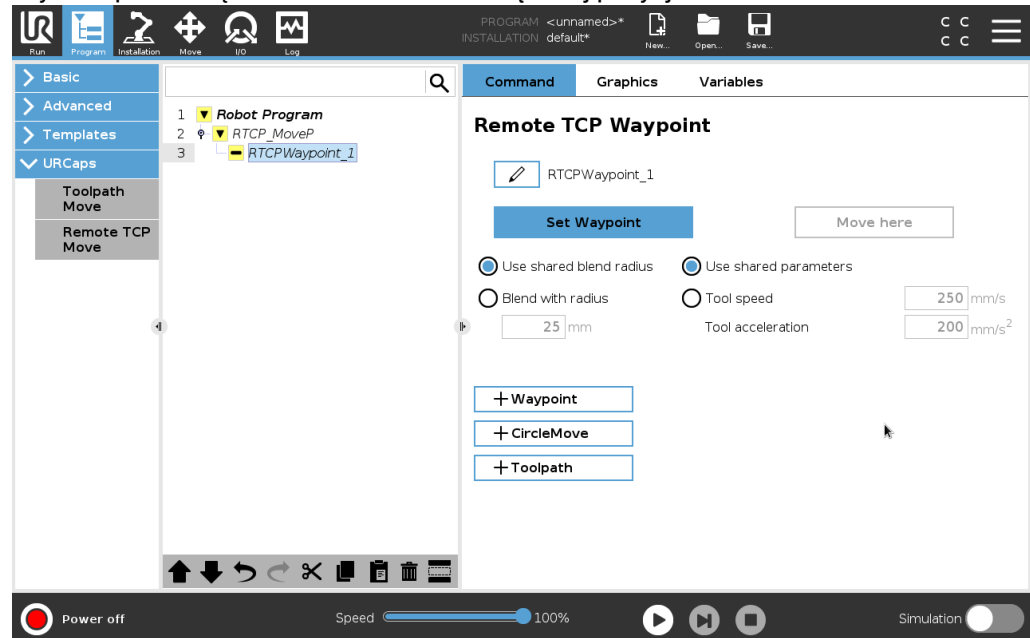 PROGRAM <unnamed>*
INSTALLATION default*
UR
Run
Program
Installation
Move
I/O
Log
New...
Open...
Save...
C C
C C
Basic
Advanced
Templates
URCaps
Toolpath
Move
Remote TCP
Move
1 Robot Program
2 RTCP_MoveP
3 RTCPWaypoint_1
Command Graphics Variables
Remote TCP Waypoint
RTCPWaypoint_1
Set Waypoint Move here
Use shared blend radius Use shared parameters
Blend with radius Tool speed 250 mm/s
25 mm Tool acceleration 200 mm/s²
+Waypoint
+CircleMove
+Toolpath
Power off Speed 100% Simulation